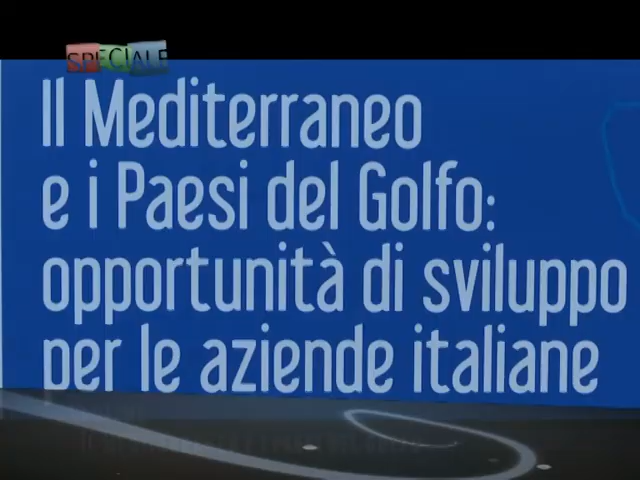 SPECIALE
Il Mediterraneo
e i Paesi del Golfo:
opportunità di sviluppo
per le aziende italiane